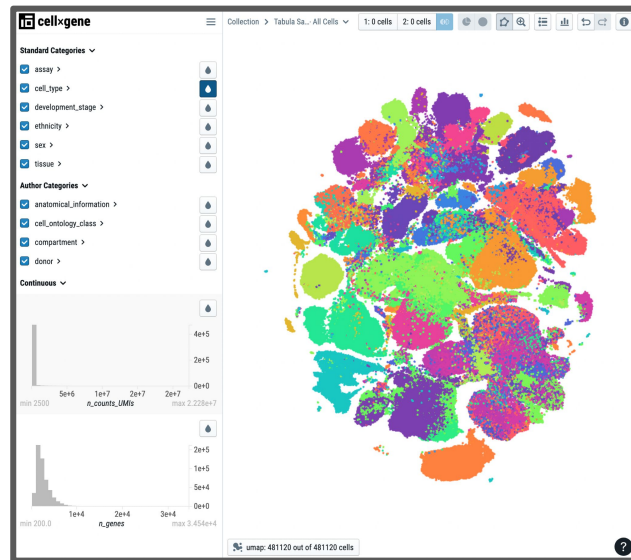 cellxgene
Collection > Tabula Sa...- All Cells
1: 0 cells
2: 0 cells
Standard Categories
assay >
cell_type >
development_stage >
ethnicity >
sex >
tissue >
Author Categories
anatomical_information >
cell_ontology_class >
compartment >
donor >
Continuous
4e+5
2e+5
0e+0
5e+6 1e+7 2e+7 2e+7
min 2500 n_counts_UMIs max 2.228e+7
2e+5
1e+5
5e+4
0e+0
1e+4 2e+4 3e+4
min 200.0 n_genes max 3.454e+4
umap: 481120 out of 481120 cells
?